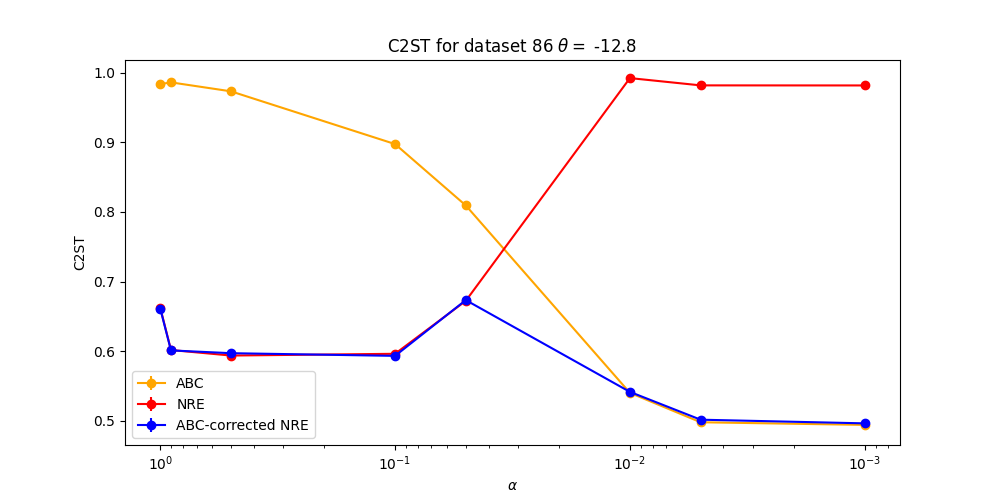 C2ST for dataset 86 θ = -12.8
C2ST
1.0
0.9
0.8
0.7
0.6
0.5
ABC
NRE
ABC-corrected NRE
10⁰
10⁻¹
10⁻²
10⁻³
α